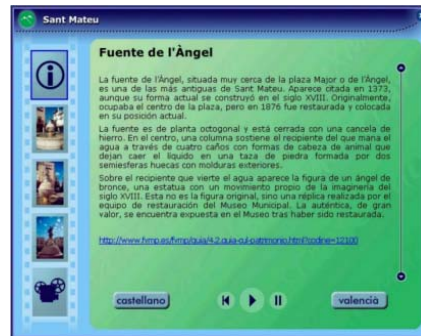 Sant Mateu
Fuente de l'Àngel
La fuente de l'Àngel, situada muy cerca de la plaza Major o de l'Àngel,
es una de las más antiguas de Sant Mateu. Aparece citada en 1373,
aunque su forma actual se construyó en el siglo XVIII. Originalmente,
ocupaba el centro de la plaza, pero en 1876 fue restaurada y colocada
en su posición actual.
La fuente es de planta octogonal y está cerrada con una cancela de
hierro. En el centro, una columna sostiene el recipiente del que mana el
agua a través de cuatro caños con formas de cabeza de animal que
dejan caer el líquido en una taza de piedra formada por dos
semiesferas huecas con molduras exteriores.
Sobre el recipiente que vierte el agua aparece la figura de un ángel de
bronce, una estatua con un movimiento propio de la imaginería del
siglo XVIII. Esta no es la figura original, sino una réplica realizada por el
equipo de restauración del Museo Municipal. La auténtica, de gran
valor, se encuentra expuesta en el Museo tras haber sido restaurada.
castellano
valencià